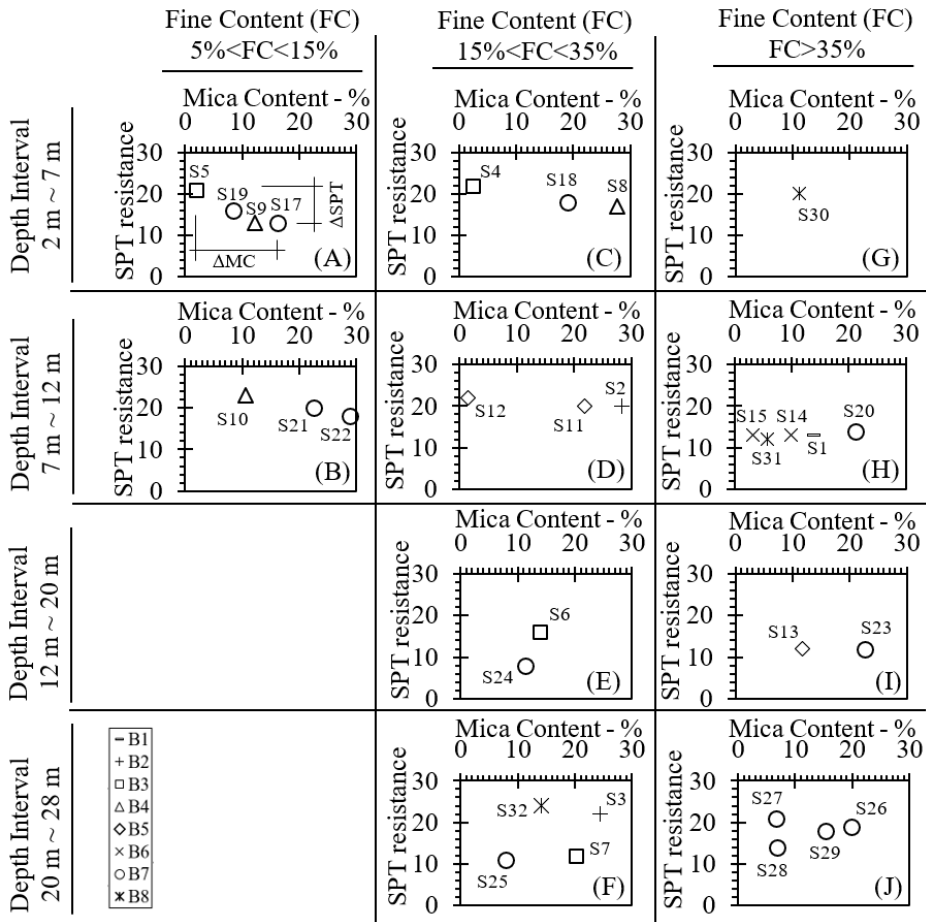 Fine Content (FC)
5%<FC<15%
Fine Content (FC)
15%<FC<35%
Fine Content (FC)
FC>35%
Depth Interval
2 m ~ 7 m
Mica Content - %
0 10 20 30
SPT resistance
30
20
10
0
S5
S19
S9 S17
ΔSPT
ΔMC
(A)
Mica Content - %
0 10 20 30
SPT resistance
30
20
10
0
S4
S18
S8
(C)
Mica Content - %
0 10 20 30
SPT resistance
30
20
10
0
S30
(G)
Depth Interval
7 m ~ 12 m
Mica Content - %
0 10 20 30
SPT resistance
30
20
10
0
S10
S21
S22
(B)
Mica Content - %
0 10 20 30
SPT resistance
30
20
10
0
S12
S11
S2
(D)
Mica Content - %
0 10 20 30
SPT resistance
30
20
10
0
S15
S31
S14
S1
S20
(H)
Depth Interval
12 m ~ 20 m
Mica Content - %
0 10 20 30
SPT resistance
30
20
10
0
S6
S24
(E)
Mica Content - %
0 10 20 30
SPT resistance
30
20
10
0
S13
S23
(I)
Depth Interval
20 m ~ 28 m
B1
B2
B3
B4
B5
B6
B7
B8
Mica Content - %
0 10 20 30
SPT resistance
30
20
10
0
S32
S3
S7
S25
(F)
Mica Content - %
0 10 20 30
SPT resistance
30
20
10
0
S27
S26
S28
S29
(J)